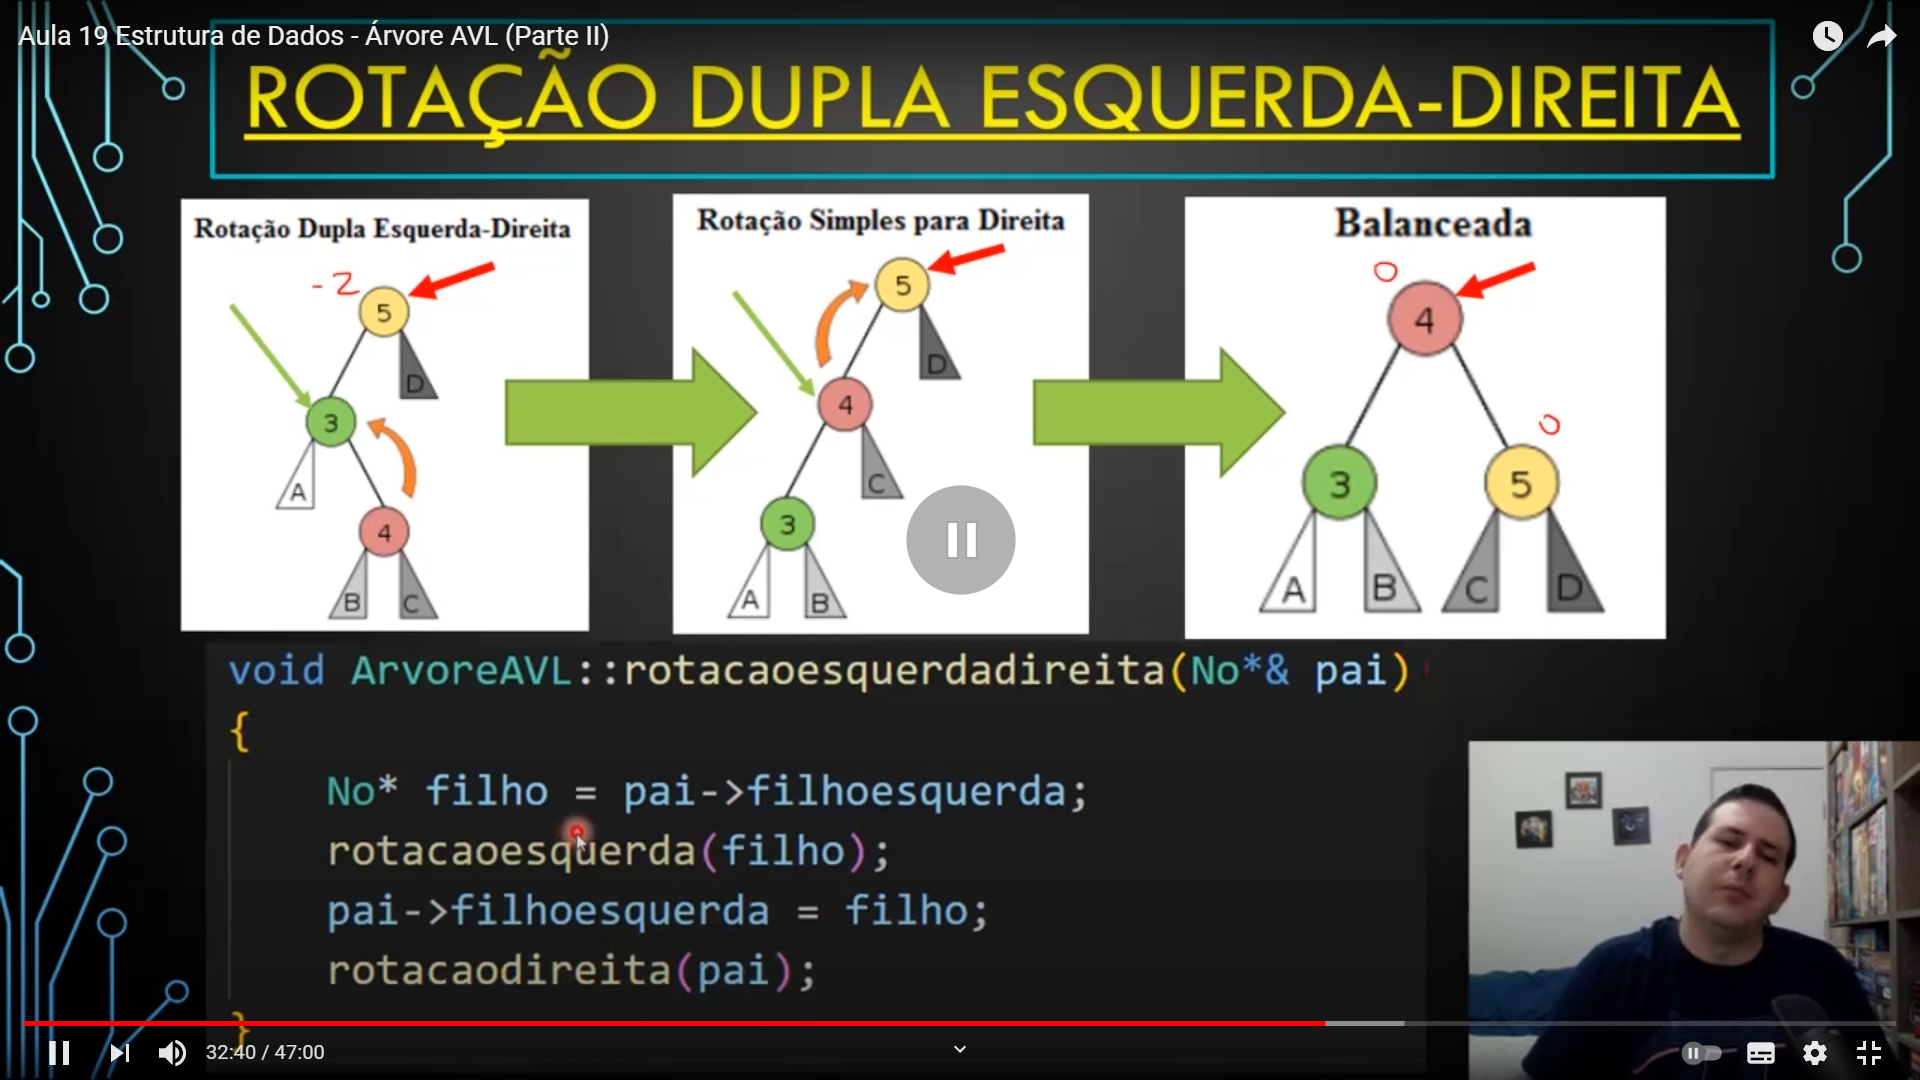 Aula 19 Estrutura de Dados - Árvore AVL (Parte II)
ROTAÇÃO DUPLA ESQUERDA-DIREITA
Rotação Dupla Esquerda-Direita
-2
5
D
3
A
4
B
C
Rotação Simples para Direita
5
D
4
C
3
A
B
Balanceada
0
4
0
3
5
A
B
C
D
void ArvoreAVL::rotacaoesquerdadireita(No*& pai)
{
No* filho = pai->filhoesquerda;
rotacaoesquerda(filho);
pai->filhoesquerda = filho;
rotacaodireita(pai);
}
32:40 / 47:00